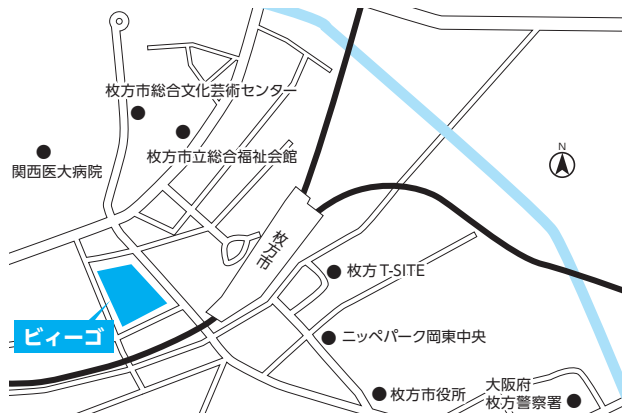 枚方市総合文化芸術センター
枚方市立総合福祉会館
関西医大病院
N
枚方市
枚方T-SITE
ビィーゴ
ニッペパーク岡東中央
枚方市役所
大阪府
枚方警察署